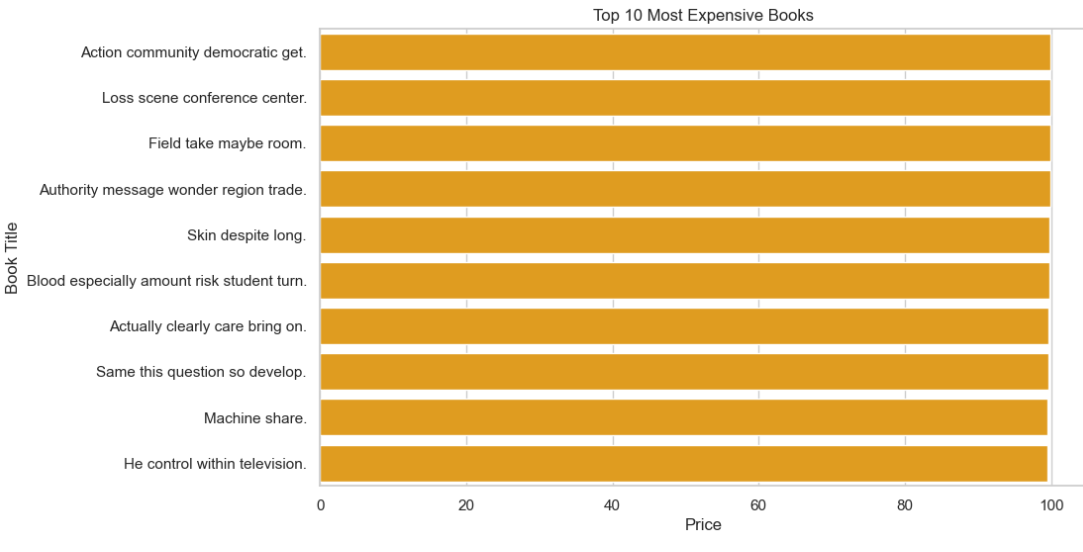 Top 10 Most Expensive Books
Book Title
Action community democratic get.
Loss scene conference center.
Field take maybe room.
Authority message wonder region trade.
Skin despite long.
Blood especially amount risk student turn.
Actually clearly care bring on.
Same this question so develop.
Machine share.
He control within television.
0 20 40 60 80 100
Price